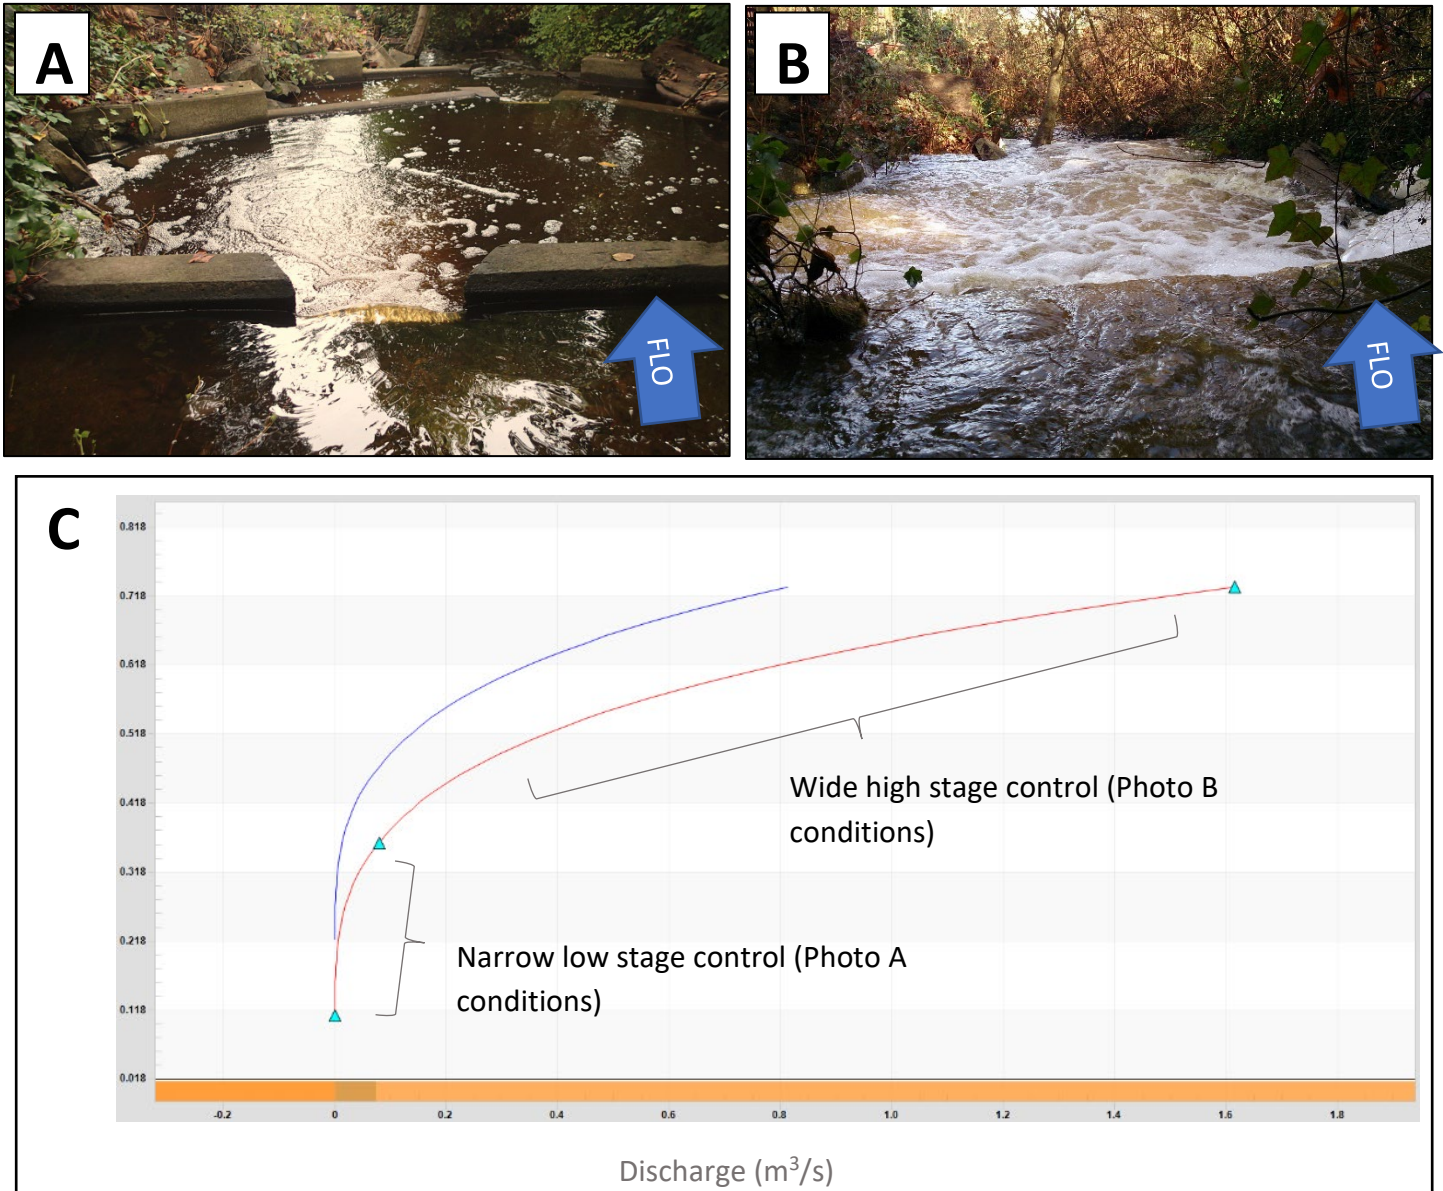 A
B
FLO
FLO
C
0.818
0.718
0.618
0.518
0.418
0.318
0.218
0.118
0.018
Wide high stage control (Photo B
conditions)
Narrow low stage control (Photo A
conditions)
-0.2 0 0.2 0.4 0.6 0.8 1.0 1.2 1.4 1.6 1.8
Discharge (m³/s)